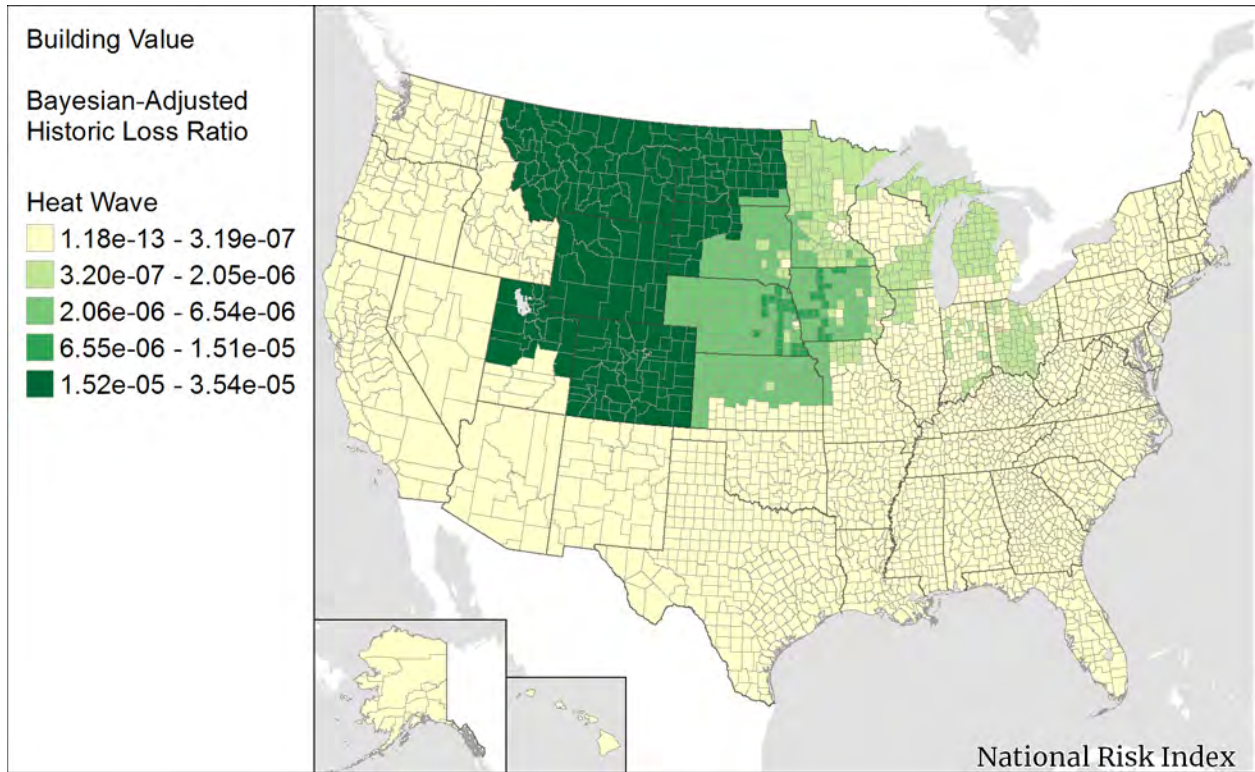 Building Value
Bayesian-Adjusted
Historic Loss Ratio
Heat Wave
1.18e-13 - 3.19e-07
3.20e-07 - 2.05e-06
2.06e-06 - 6.54e-06
6.55e-06 - 1.51e-05
1.52e-05 - 3.54e-05
National Risk Index